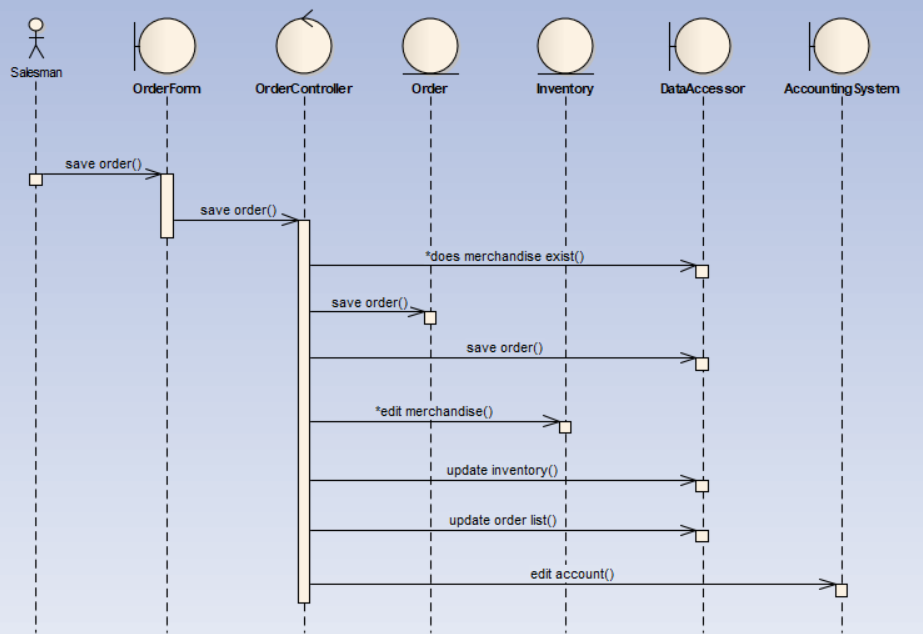 Salesman
OrderForm
OrderController
Order
Inventory
DataAccessor
AccountingSystem
save order()
save order()
*does merchandise exist()
save order()
save order()
*edit merchandise()
update inventory()
update order list()
edit account()